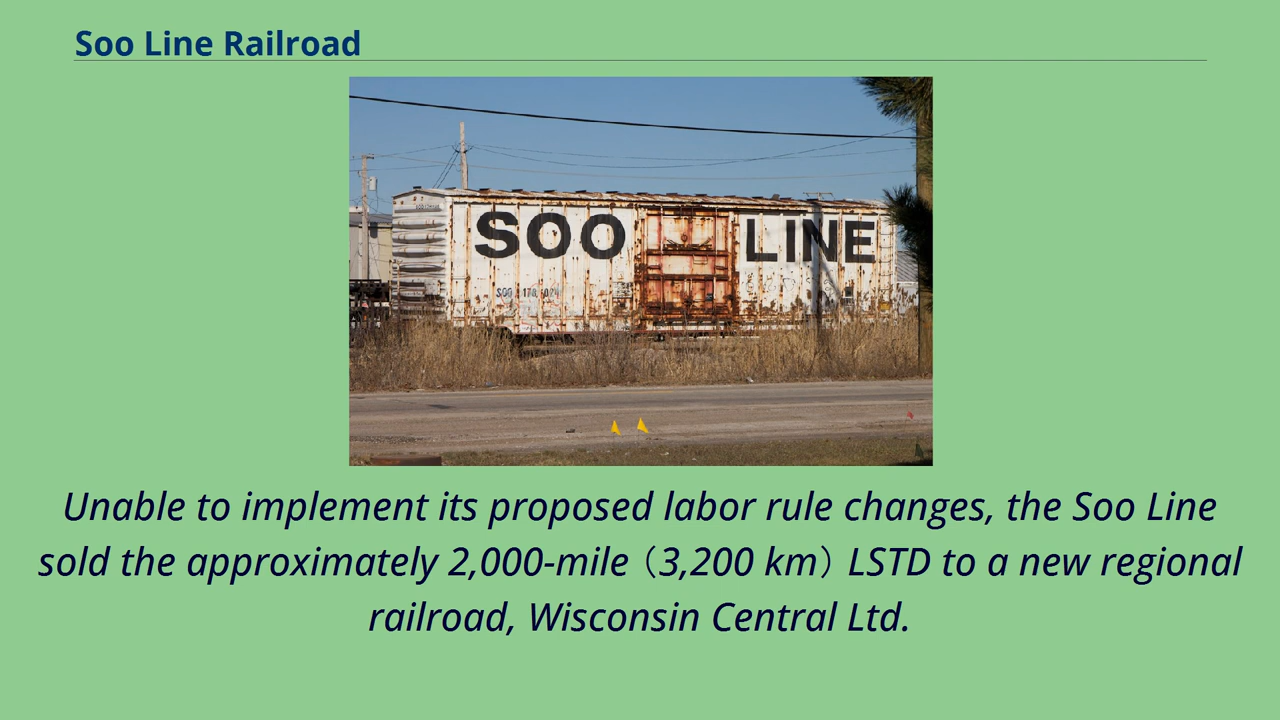 Soo Line Railroad
SOO LINE
Unable to implement its proposed labor rule changes, the Soo Line
sold the approximately 2,000-mile（3,200 km）LSTD to a new regional
railroad, Wisconsin Central Ltd.